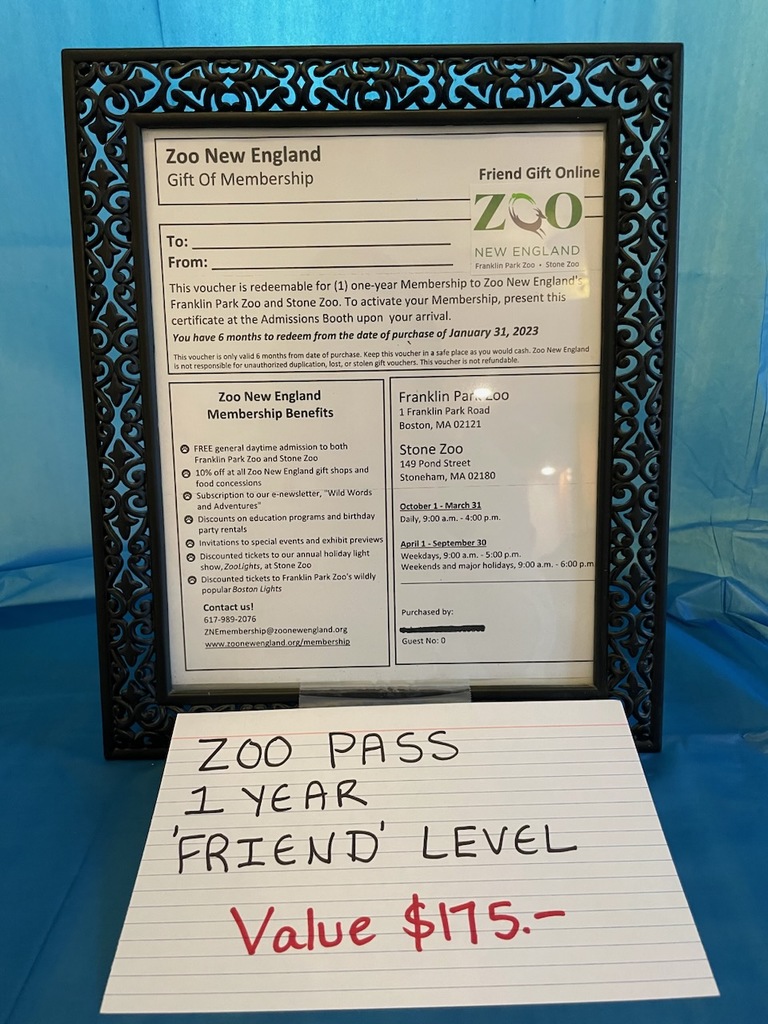 Zoo New England
Gift Of Membership
Friend Gift Online
ZOO
NEW ENGLAND
Franklin Park Zoo • Stone Zoo
To:
From:
This voucher is redeemable for (1) one-year Membership to Zoo New England's
Franklin Park Zoo and Stone Zoo. To activate your Membership, present this
certificate at the Admissions Booth upon your arrival.
You have 6 months to redeem from the date of purchase of January 31, 2023
This voucher is only valid 6 months from date of purchase. Keep this voucher in a safe place as you would cash. Zoo New England
is not responsible for unauthorized duplication, lost, or stolen gift vouchers. This voucher is not refundable.
Zoo New England
Membership Benefits
FREE general daytime admission to both
Franklin Park Zoo and Stone Zoo
10% off at all Zoo New England gift shops and
food concessions
Subscription to our e-newsletter, "Wild Words
and Adventures"
Discounts on education programs and birthday
party rentals
Invitations to special events and exhibit previews
Discounted tickets to our annual holiday light
show, ZooLights, at Stone Zoo
Discounted tickets to Franklin Park Zoo's wildly
popular Boston Lights
Contact us!
617-989-2076
ZNEmembership@zoonewengland.org
www.zoonewengland.org/membership
Franklin Park Zoo
1 Franklin Park Road
Boston, MA 02121
Stone Zoo
149 Pond Street
Stoneham, MA 02180
October 1 - March 31
Daily, 9:00 a.m. - 4:00 p.m.
April 1 - September 30
Weekdays, 9:00 a.m. - 5:00 p.m.
Weekends and major holidays, 9:00 a.m. - 6:00 p.m
Purchased by:
Guest No: 0
ZOO PASS
1 YEAR
'FRIEND' LEVEL
Value $175.-